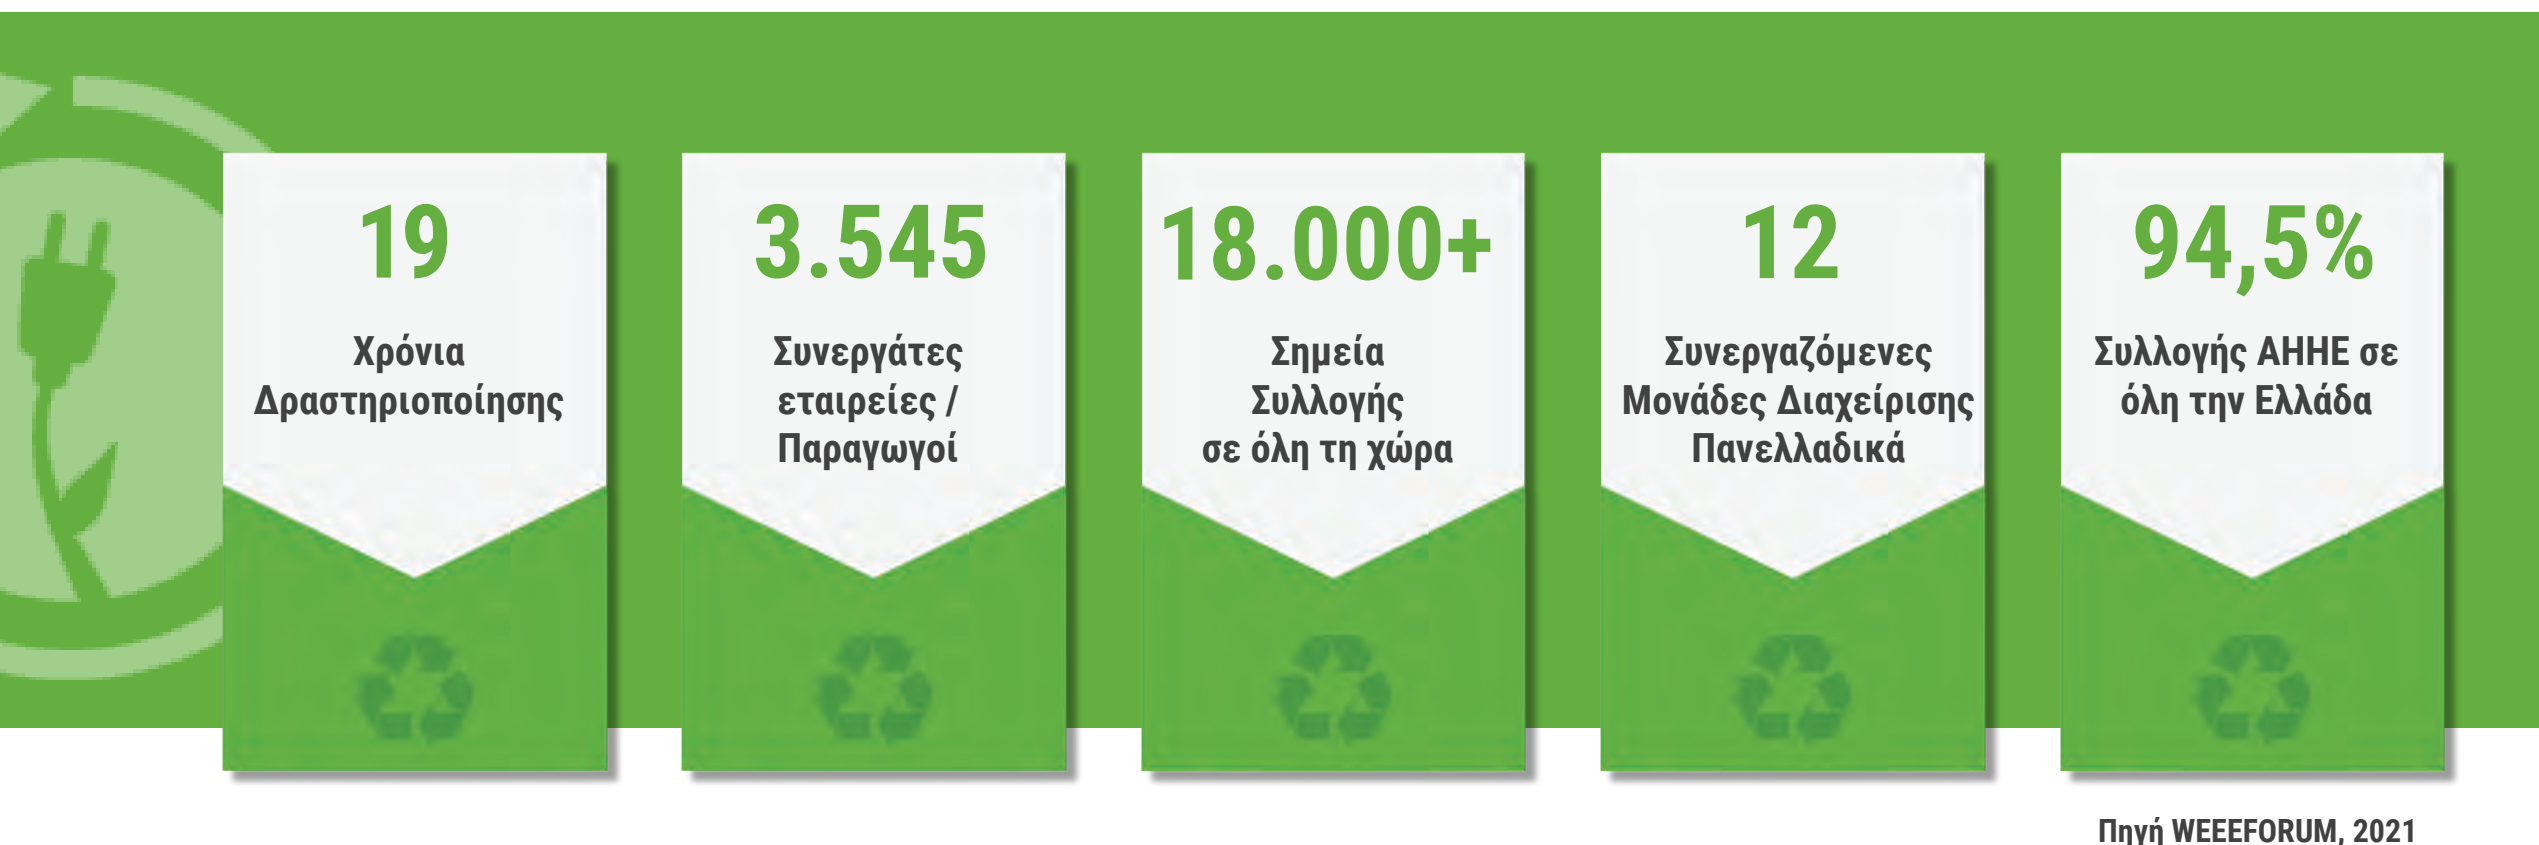 19
Χρόνια
Δραστηριοποίησης
3.545
Συνεργάτες
εταιρείες /
Παραγωγοί
18.000+
Σημεία
Συλλογής
σε όλη τη χώρα
12
Συνεργαζόμενες
Μονάδες Διαχείρισης
Πανελλαδικά
94,5%
Συλλογής ΑΗΗΕ σε
όλη την Ελλάδα
Πηγή WEEEFORUM, 2021